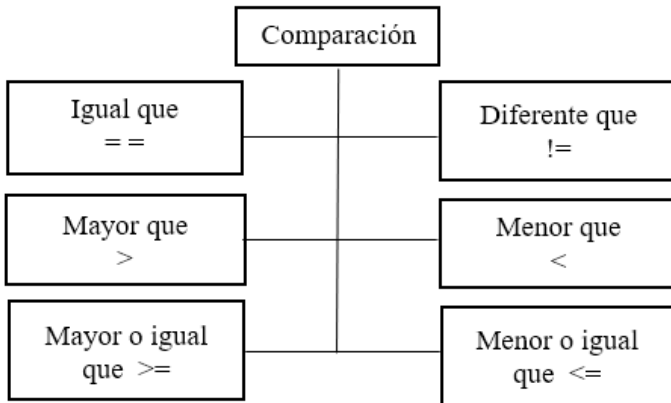 Comparación
Igual que
= =
Diferente que
!=
Mayor que
>
Menor que
<
Mayor o igual
que >=
Menor o igual
que <=